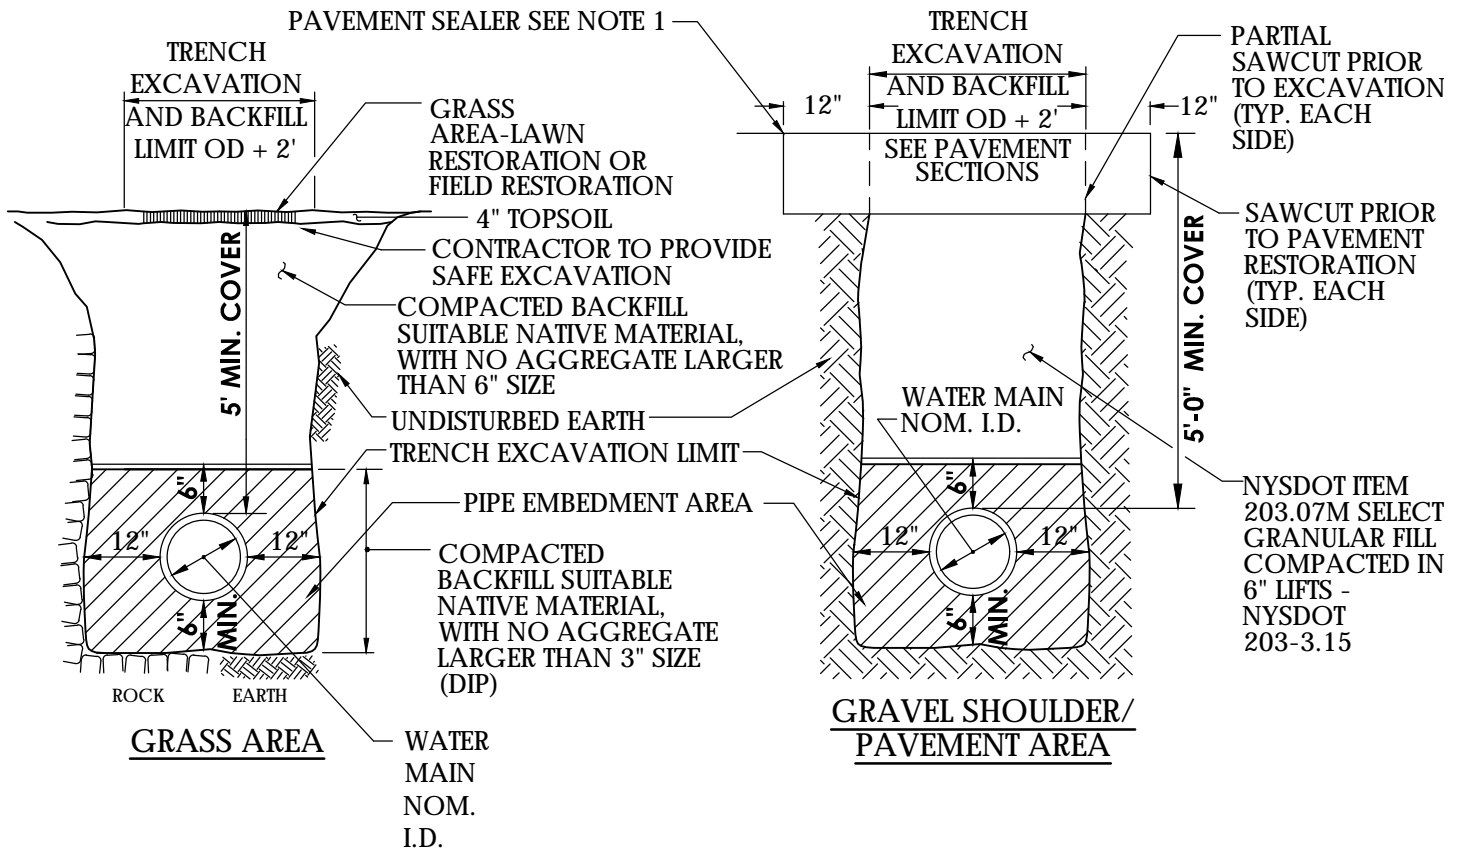 PAVEMENT SEALER SEE NOTE 1
TRENCH
EXCAVATION
AND BACKFILL
LIMIT OD + 2'
GRASS
AREA-LAWN
RESTORATION OR
FIELD RESTORATION
4" TOPSOIL
CONTRACTOR TO PROVIDE
SAFE EXCAVATION
COMPACTED BACKFILL
SUITABLE NATIVE MATERIAL,
WITH NO AGGREGATE LARGER
THAN 6" SIZE
UNDISTURBED EARTH
TRENCH EXCAVATION LIMIT
PIPE EMBEDMENT AREA
COMPACTED
BACKFILL SUITABLE
NATIVE MATERIAL,
WITH NO AGGREGATE
LARGER THAN 3" SIZE
(DIP)
5' MIN. COVER
6"
12"
12"
6"
MIN.
ROCK
EARTH
GRASS AREA
WATER
MAIN
NOM.
I.D.
TRENCH
EXCAVATION
AND BACKFILL
LIMIT OD + 2'
SEE PAVEMENT
SECTIONS
12"
12"
PARTIAL
SAWCUT PRIOR
TO EXCAVATION
(TYP. EACH
SIDE)
SAWCUT PRIOR
TO PAVEMENT
RESTORATION
(TYP. EACH
SIDE)
5'-0" MIN. COVER
WATER MAIN
NOM. I.D.
6"
12"
12"
6"
MIN.
NYSDOT ITEM
203.07M SELECT
GRANULAR FILL
COMPACTED IN
6" LIFTS -
NYSDOT
203-3.15
GRAVEL SHOULDER/
PAVEMENT AREA